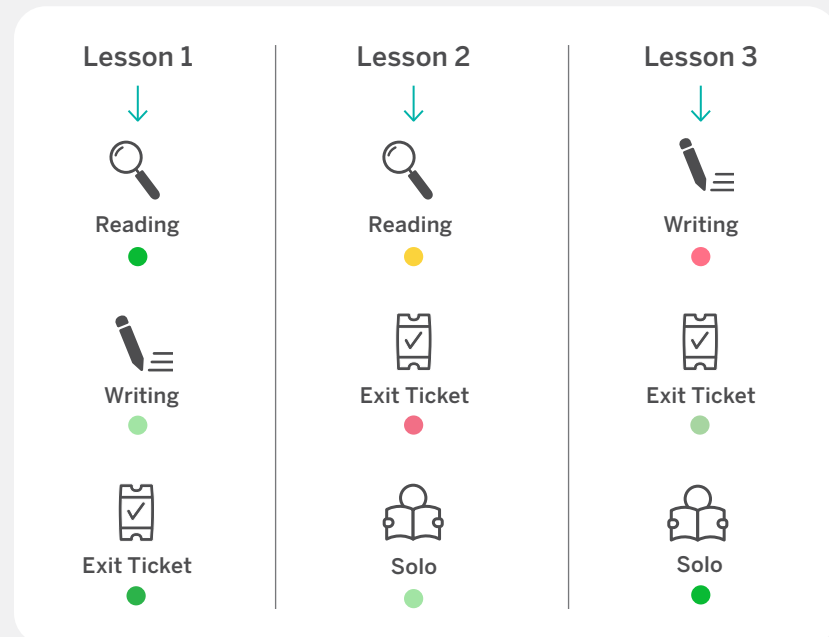 Lesson 1
Reading
Writing
Exit Ticket
Lesson 2
Reading
Exit Ticket
Solo
Lesson 3
Writing
Exit Ticket
Solo